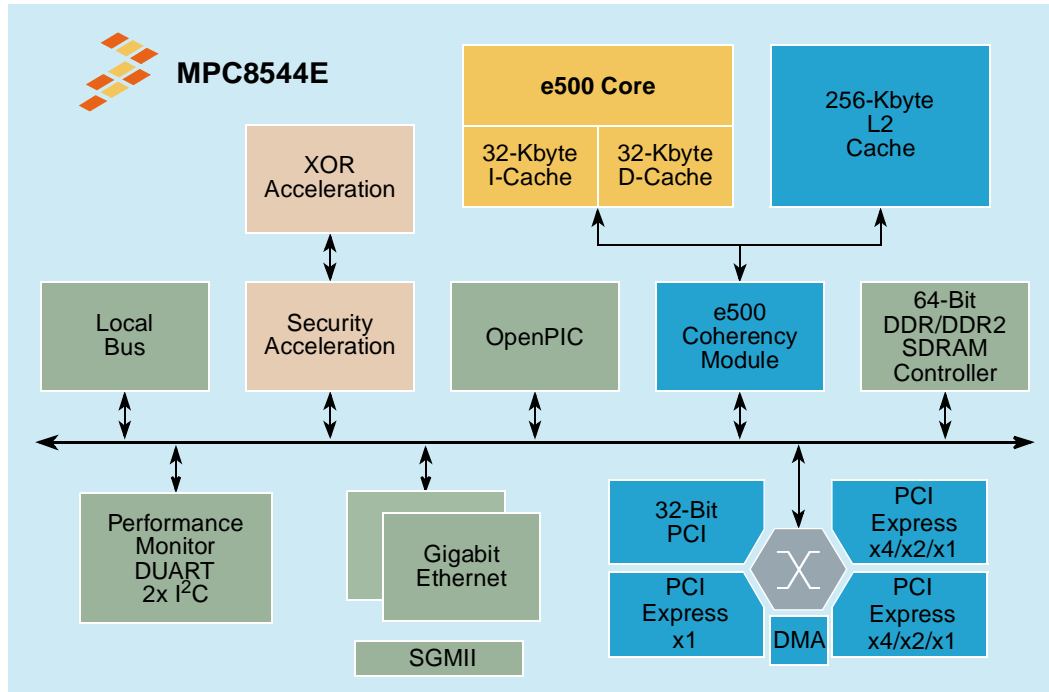 MPC8544E
e500 Core
32-Kbyte
I-Cache
32-Kbyte
D-Cache
256-Kbyte
L2
Cache
XOR
Acceleration
Local
Bus
Security
Acceleration
OpenPIC
e500
Coherency
Module
64-Bit
DDR/DDR2
SDRAM
Controller
Performance
Monitor
DUART
2x I²C
Gigabit
Ethernet
SGMII
32-Bit
PCI
PCI
Express
x4/x2/x1
PCI
Express
x1
DMA
PCI
Express
x4/x2/x1